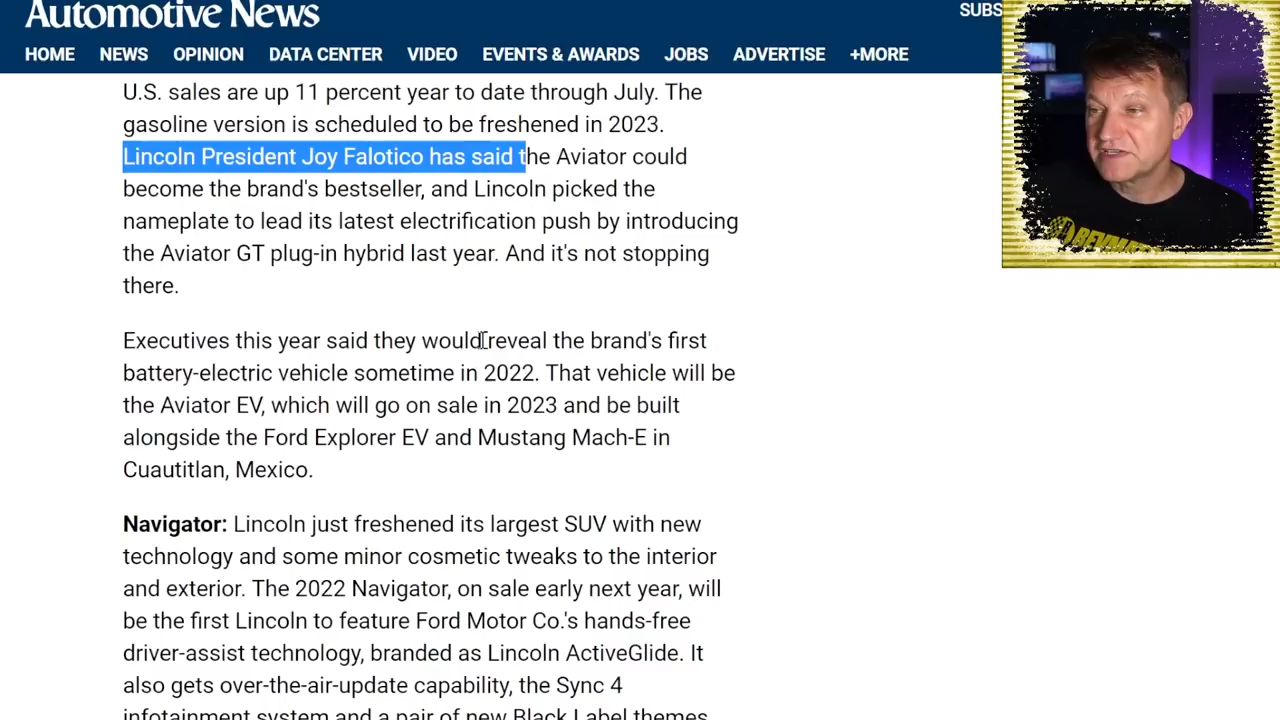 Automotive News
SUBS
HOME NEWS OPINION DATA CENTER VIDEO EVENTS & AWARDS JOBS ADVERTISE +MORE
U.S. sales are up 11 percent year to date through July. The
gasoline version is scheduled to be freshened in 2023.
Lincoln President Joy Falotico has said the Aviator could
become the brand's bestseller, and Lincoln picked the
nameplate to lead its latest electrification push by introducing
the Aviator GT plug-in hybrid last year. And it's not stopping
there.
Executives this year said they would reveal the brand's first
battery-electric vehicle sometime in 2022. That vehicle will be
the Aviator EV, which will go on sale in 2023 and be built
alongside the Ford Explorer EV and Mustang Mach-E in
Cuautitlan, Mexico.
Navigator: Lincoln just freshened its largest SUV with new
technology and some minor cosmetic tweaks to the interior
and exterior. The 2022 Navigator, on sale early next year, will
be the first Lincoln to feature Ford Motor Co.'s hands-free
driver-assist technology, branded as Lincoln ActiveGlide. It
also gets over-the-air-update capability, the Sync 4
infotainment system and a pair of new Black Label themes